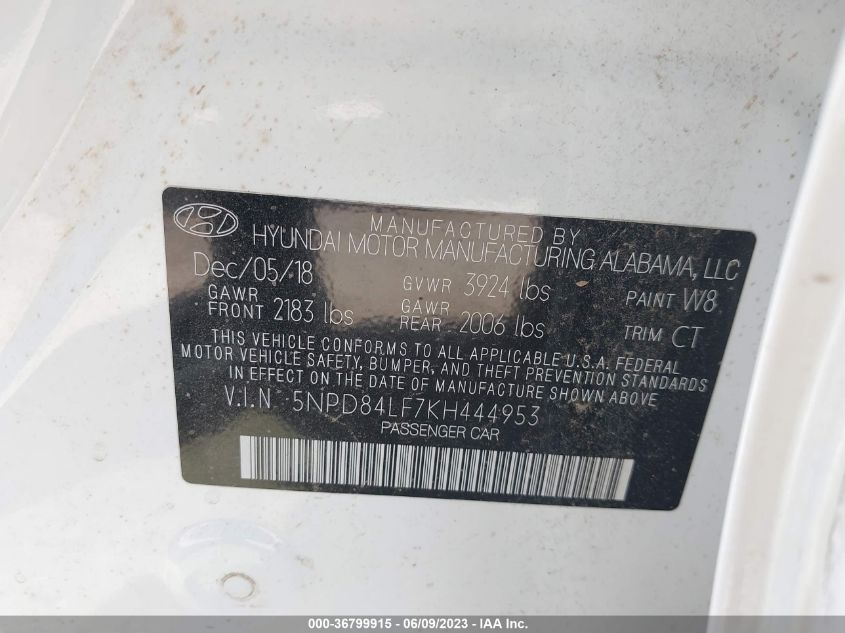 MANUFACTURED BY
HYUNDAI MOTOR MANUFACTURING ALABAMA, LLC
Dec/05/18 GVWR 3924 lbs PAINT W8
GAWR FRONT 2183 lbs GAWR REAR 2006 lbs TRIM CT
THIS VEHICLE CONFORMS TO ALL APPLICABLE U.S.A. FEDERAL
MOTOR VEHICLE SAFETY, BUMPER, AND THEFT PREVENTION STANDARDS
IN EFFECT ON THE DATE OF MANUFACTURE SHOWN ABOVE
V.I.N 5NPD84LF7KH444953
PASSENGER CAR
000-36799915 - 06/09/2023 - IAA Inc.